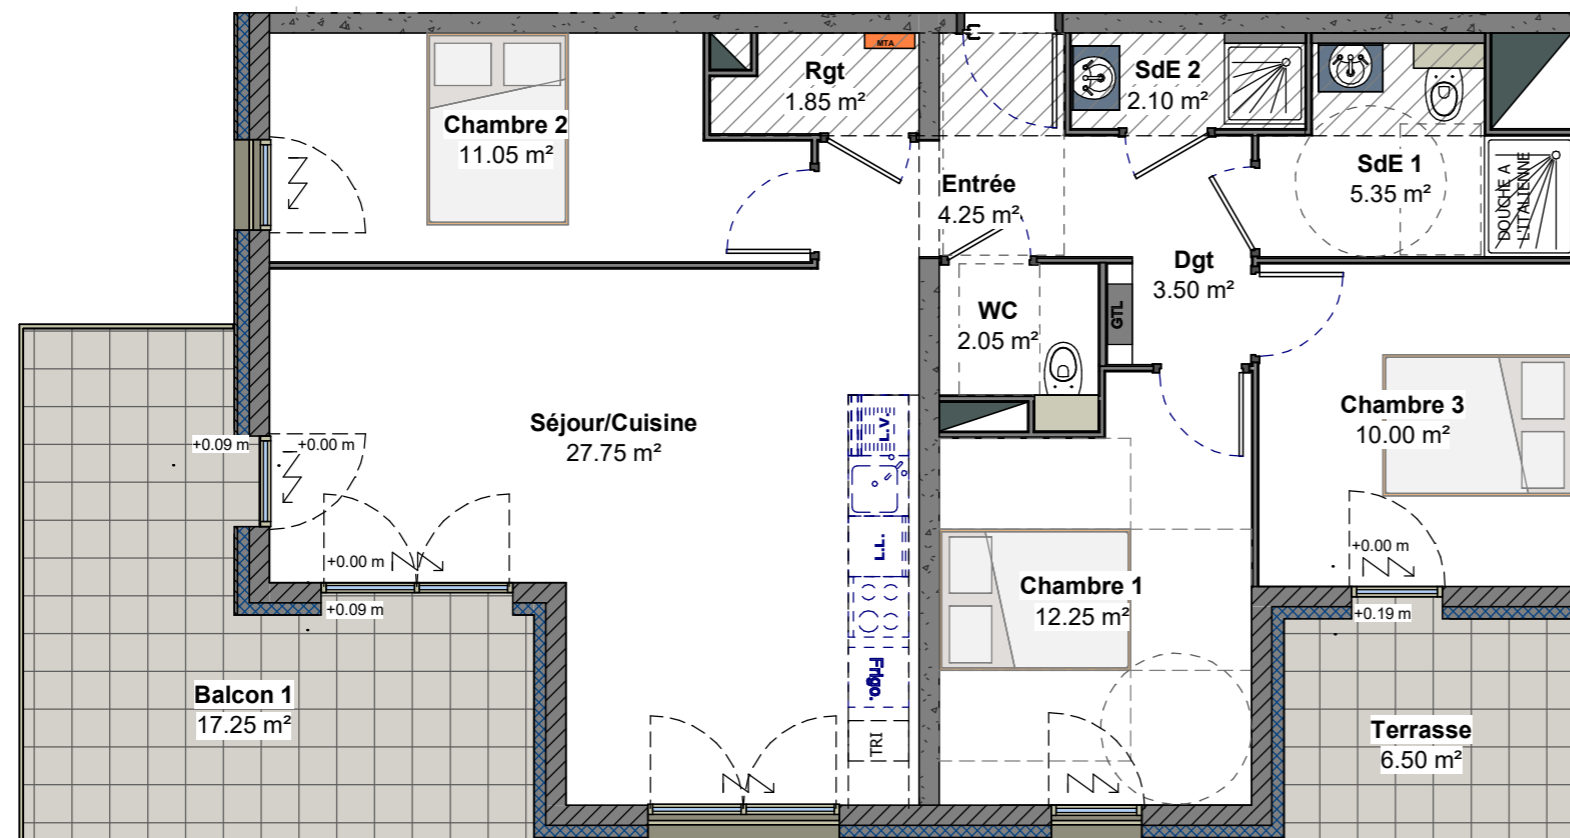 MTA
Rgt
1.85 m²
SdE 2
2.10 m²
Chambre 2
11.05 m²
SdE 1
5.35 m²
DOUCHE A
L'ITALIENNE
Entrée
4.25 m²
Dgt
3.50 m²
GTL
WC
2.05 m²
Chambre 3
10.00 m²
Séjour/Cuisine
27.75 m²
L.V.
+0.09 m
+0.00 m
+0.00 m
+0.09 m
L.L.
+0.00 m
+0.19 m
Chambre 1
12.25 m²
Frigo.
Balcon 1
17.25 m²
TRI
Terrasse
6.50 m²